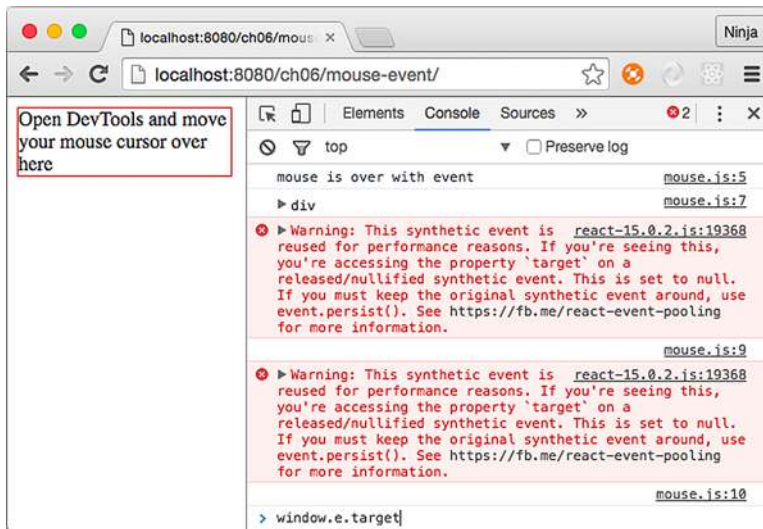 localhost:8080/ch06/mous
Ninja
localhost:8080/ch06/mouse-event/
Open DevTools and move
your mouse cursor over
here
Elements Console Sources » 2
top Preserve log
mouse is over with event mouse.js:5
div mouse.js:7
Warning: This synthetic event is react-15.0.2.js:19368
reused for performance reasons. If you're seeing this,
you're accessing the property `target` on a
released/nullified synthetic event. This is set to null.
If you must keep the original synthetic event around, use
event.persist(). See https://fb.me/react-event-pooling
for more information.
mouse.js:9
Warning: This synthetic event is react-15.0.2.js:19368
reused for performance reasons. If you're seeing this,
you're accessing the property `target` on a
released/nullified synthetic event. This is set to null.
If you must keep the original synthetic event around, use
event.persist(). See https://fb.me/react-event-pooling
for more information.
mouse.js:10
> window.e.target